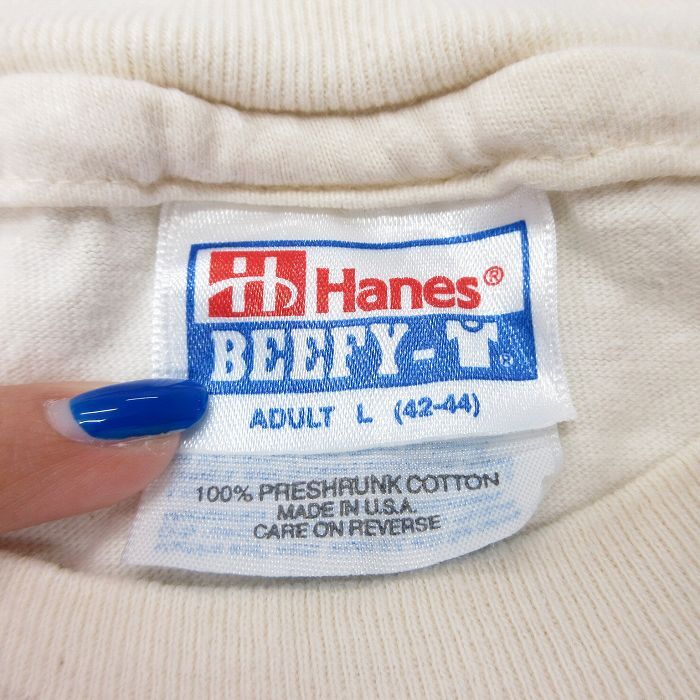 H Hanes®
BEEFY-®
ADULT L (42-44)
100% PRESHRUNK COTTON
MADE IN U.S.A.
CARE ON REVERSE